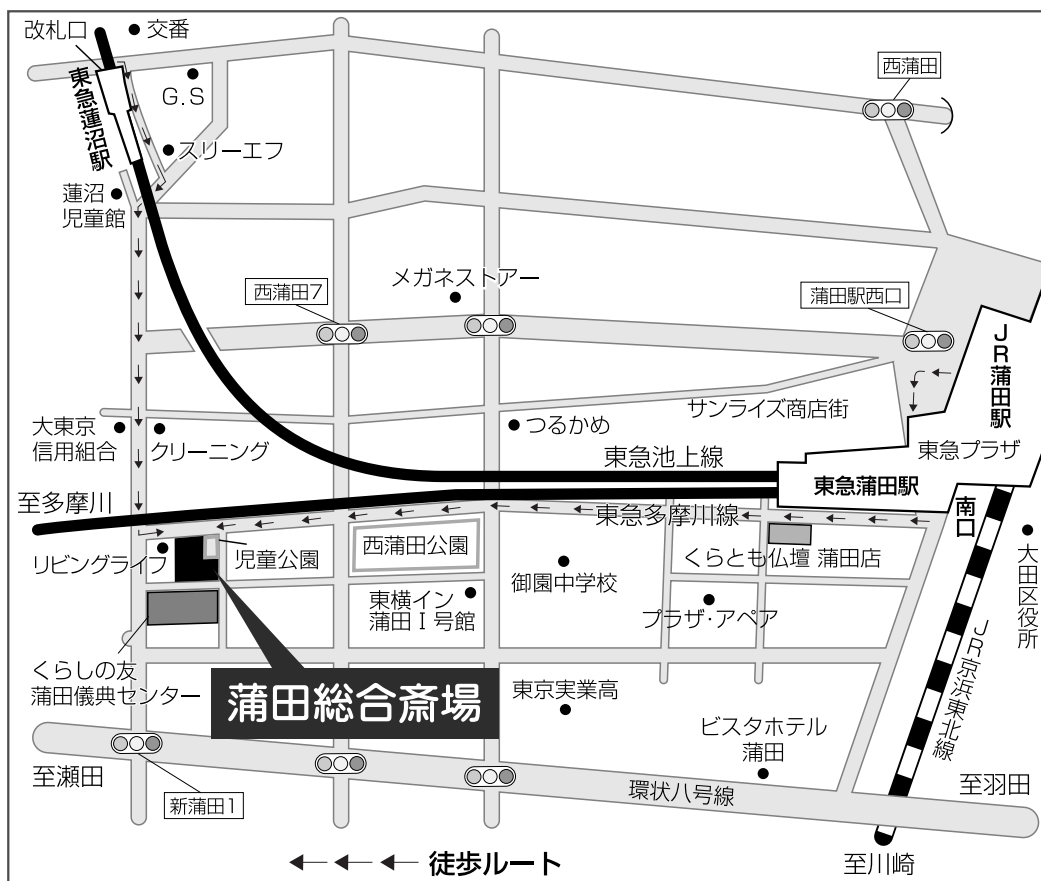 改札口
交番
西蒲田
東急蓮沼駅
G.S
スリーエフ
蓮沼
児童館
メガネストアー
西蒲田7
蒲田駅西口
JR蒲田駅
サンライズ商店街
大東京
信用組合
クリーニング
つるかめ
東急池上線
東急プラザ
東急蒲田駅
至多摩川
東急多摩川線
南口
リビングライフ
児童公園
西蒲田公園
くらとも仏壇 蒲田店
大田区役所
御園中学校
東横イン
蒲田Ⅰ号館
プラザ・アペア
JR京浜東北線
くらしの友
蒲田儀典センター
蒲田総合斎場
東京実業高
ビスタホテル
蒲田
至瀬田
新蒲田1
環状八号線
至羽田
徒歩ルート
至川崎